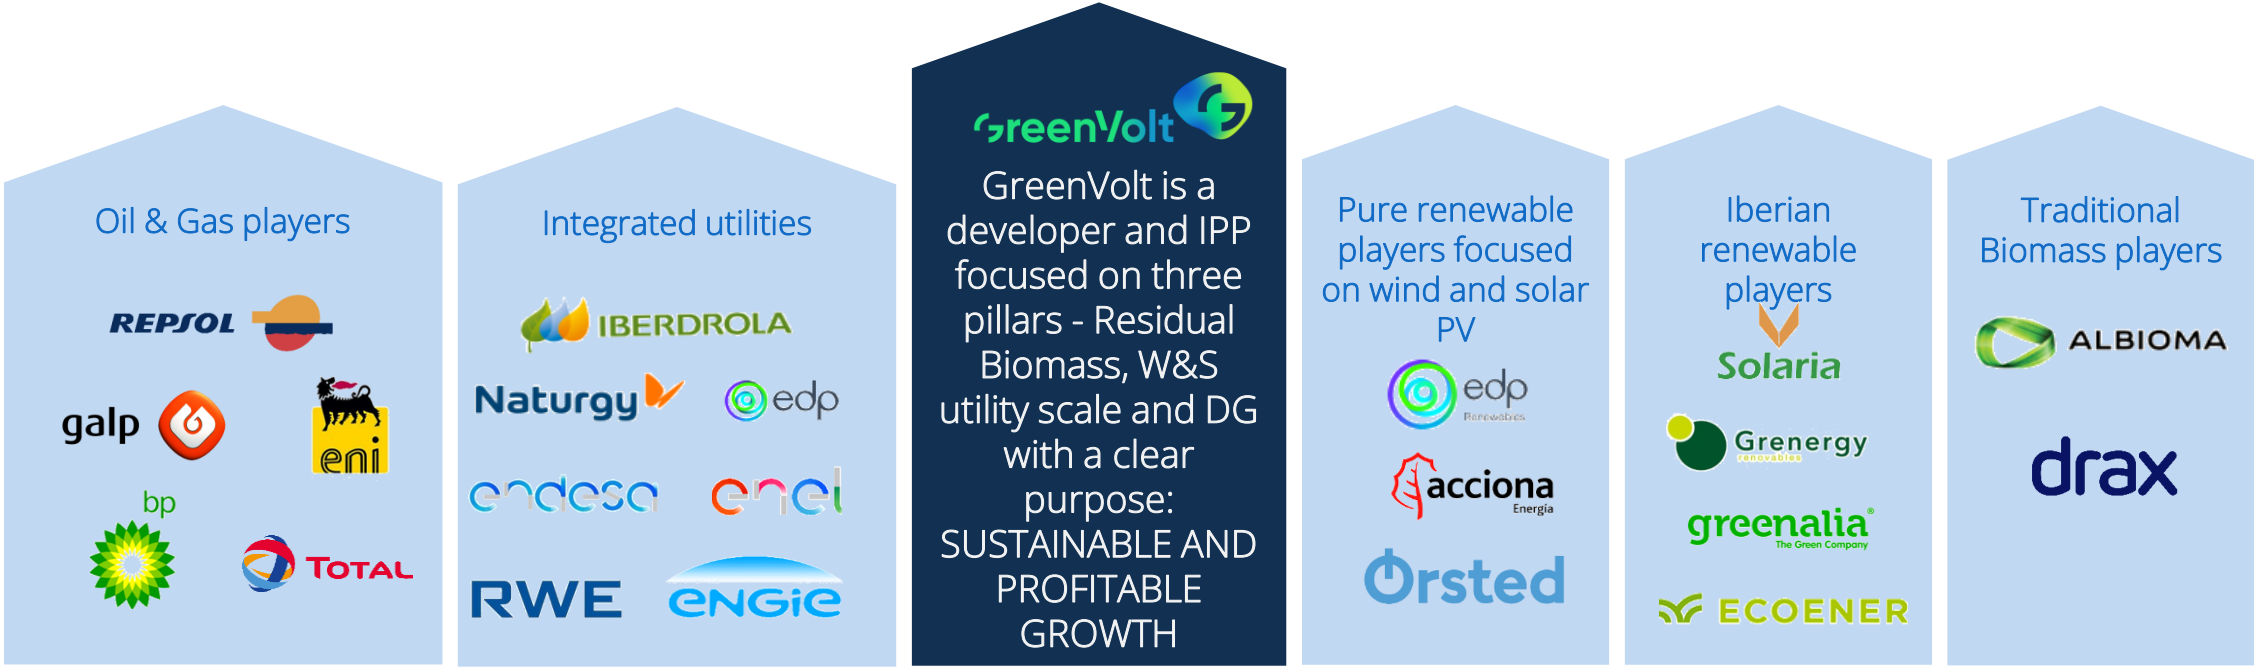 Oil & Gas players
REPSOL
galp
eni
bp
TOTAL
Integrated utilities
IBERDROLA
Naturgy
edp
endesa
enel
RWE
ENGIE
GreenVolt
GreenVolt is a
developer and IPP
focused on three
pillars - Residual
Biomass, W&S
utility scale and DG
with a clear
purpose:
SUSTAINABLE AND
PROFITABLE
GROWTH
Pure renewable
players focused
on wind and solar
PV
edp
Renewables
acciona
Energía
Ørsted
Iberian
renewable
players
Solaria
Grenergy
renovables
greenalia®
The Green Company
ECOENER
Traditional
Biomass players
ALBIOMA
drax